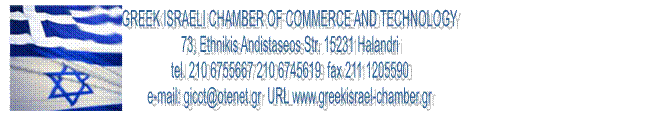 GREEK ISRAELI CHAMBER OF COMMERCE AND TECHNOLOGY
73, Ethnikis Andistaseos Str. 15231 Halandri
tel. 210 6755667 210 6745619 fax 211 1205590
e-mail: gicct@otenet.gr URL www.greekisrael-chamber.gr